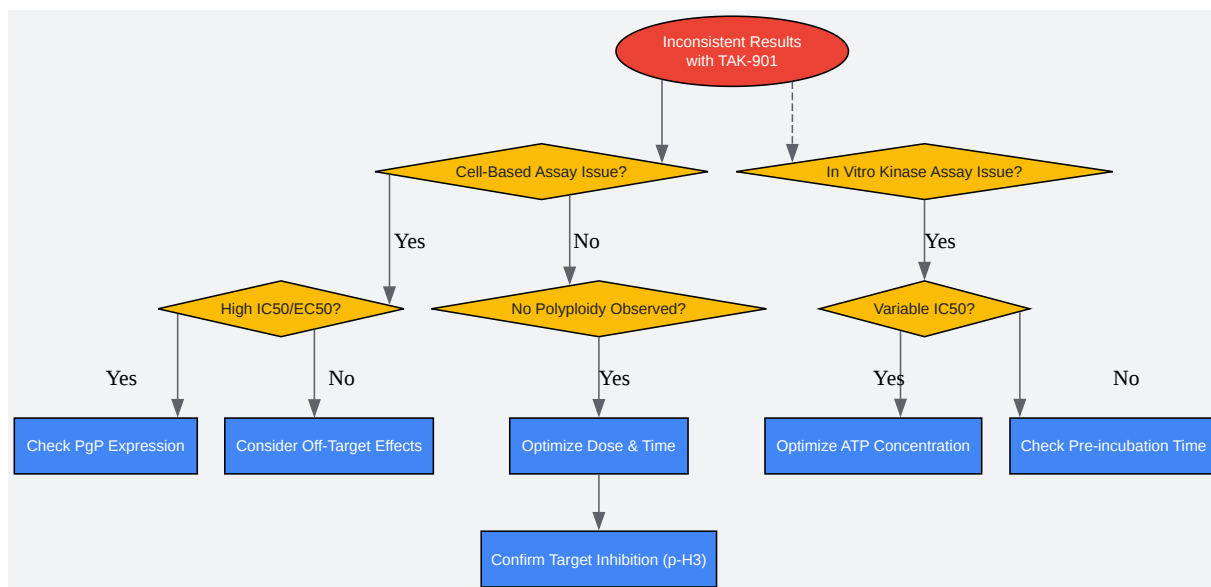 Inconsistent Results
with TAK-901
Cell-Based Assay Issue?
In Vitro Kinase Assay Issue?
Yes
No
Yes
High IC50/EC50?
No Polyploidy Observed?
Variable IC50?
Yes
No
Yes
Yes
No
Check PgP Expression
Consider Off-Target Effects
Optimize Dose & Time
Optimize ATP Concentration
Check Pre-incubation Time
Confirm Target Inhibition (p-H3)